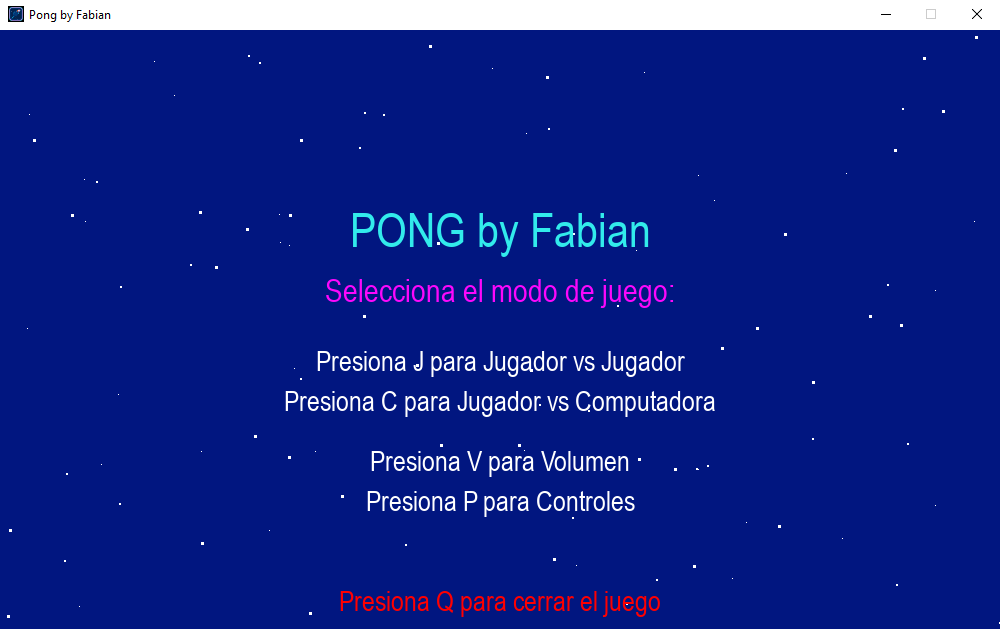 Pong by Fabian
PONG by Fabian
Selecciona el modo de juego:
Presiona J para Jugador vs Jugador
Presiona C para Jugador vs Computadora
Presiona V para Volumen
Presiona P para Controles
Presiona Q para cerrar el juego